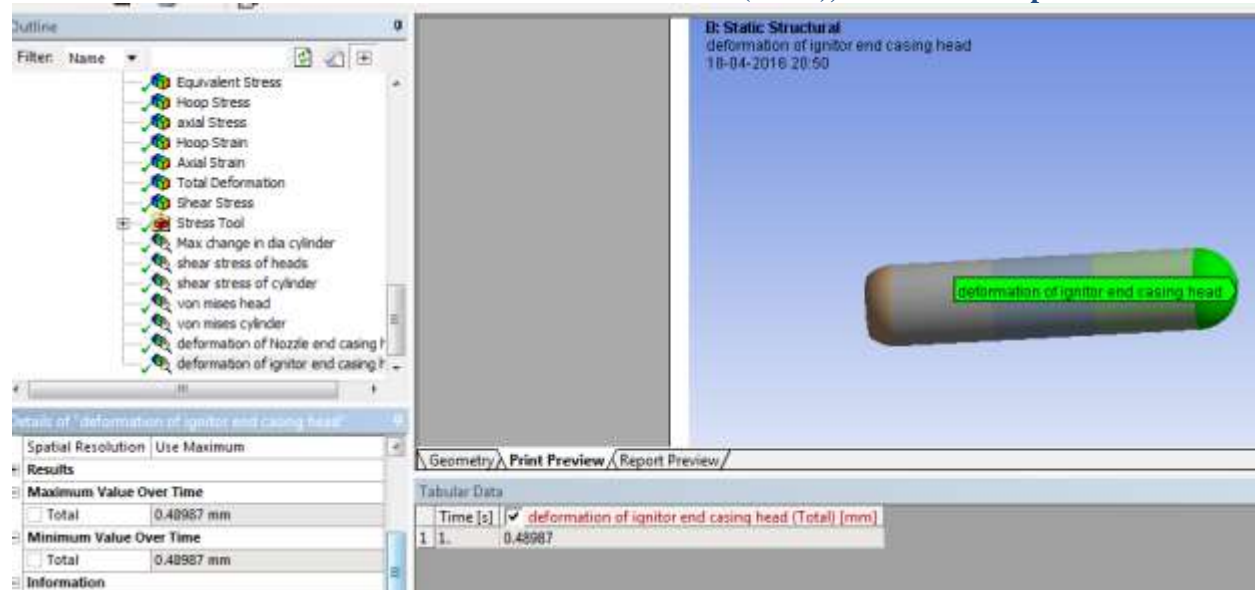 Outline
Filter: Name
Equivalent Stress
Hoop Stress
axial Stress
Hoop Strain
Axial Strain
Total Deformation
Shear Stress
Stress Tool
Max change in dia cylinder
shear stress of heads
shear stress of cylinder
von mises head
von mises cylinder
deformation of Nozzle end casing h
deformation of ignitor end casing h
Details of "deformation of ignitor end casing head"
Spatial Resolution Use Maximum
Results
Maximum Value Over Time
Total 0.48987 mm
Minimum Value Over Time
Total 0.48987 mm
Information
B: Static Structural
deformation of ignitor end casing head
18-04-2016 20:50
deformation of ignitor end casing head
Geometry Print Preview Report Preview
Tabular Data
Time [s] deformation of ignitor end casing head (Total) [mm]
1 1. 0.48987